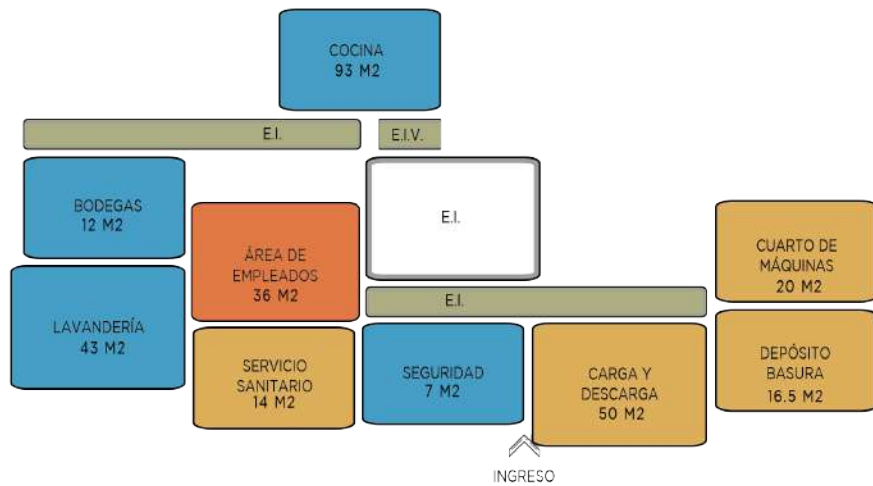 COCINA
93 M2
E.I.
E.I.V.
BODEGAS
12 M2
E.I.
ÁREA DE
EMPLEADOS
36 M2
CUARTO DE
MÁQUINAS
20 M2
E.I.
LAVANDERÍA
43 M2
SERVICIO
SANITARIO
14 M2
SEGURIDAD
7 M2
CARGA Y
DESCARGA
50 M2
DEPÓSITO
BASURA
16.5 M2
INGRESO